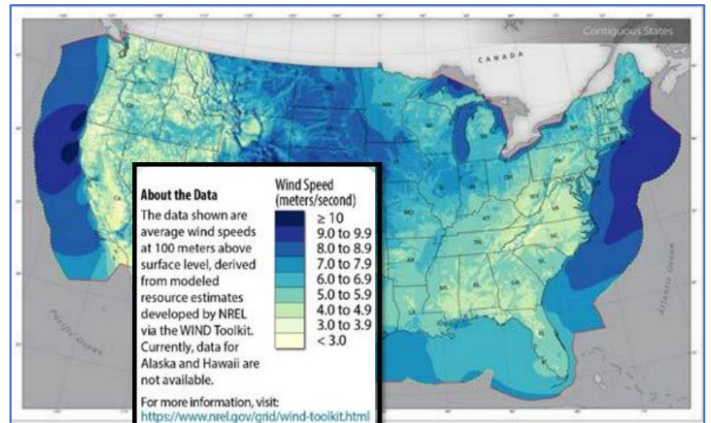 Contiguous States
CANADA
About the Data
The data shown are
average wind speeds
at 100 meters above
surface level, derived
from modeled
resource estimates
developed by NREL
via the WIND Toolkit.
Currently, data for
Alaska and Hawaii are
not available.
For more information, visit:
https://www.nrel.gov/grid/wind-toolkit.html
Wind Speed
(meters/second)
≥ 10
9.0 to 9.9
8.0 to 8.9
7.0 to 7.9
6.0 to 6.9
5.0 to 5.9
4.0 to 4.9
3.0 to 3.9
< 3.0
Pacific Ocean
Atlantic Ocean